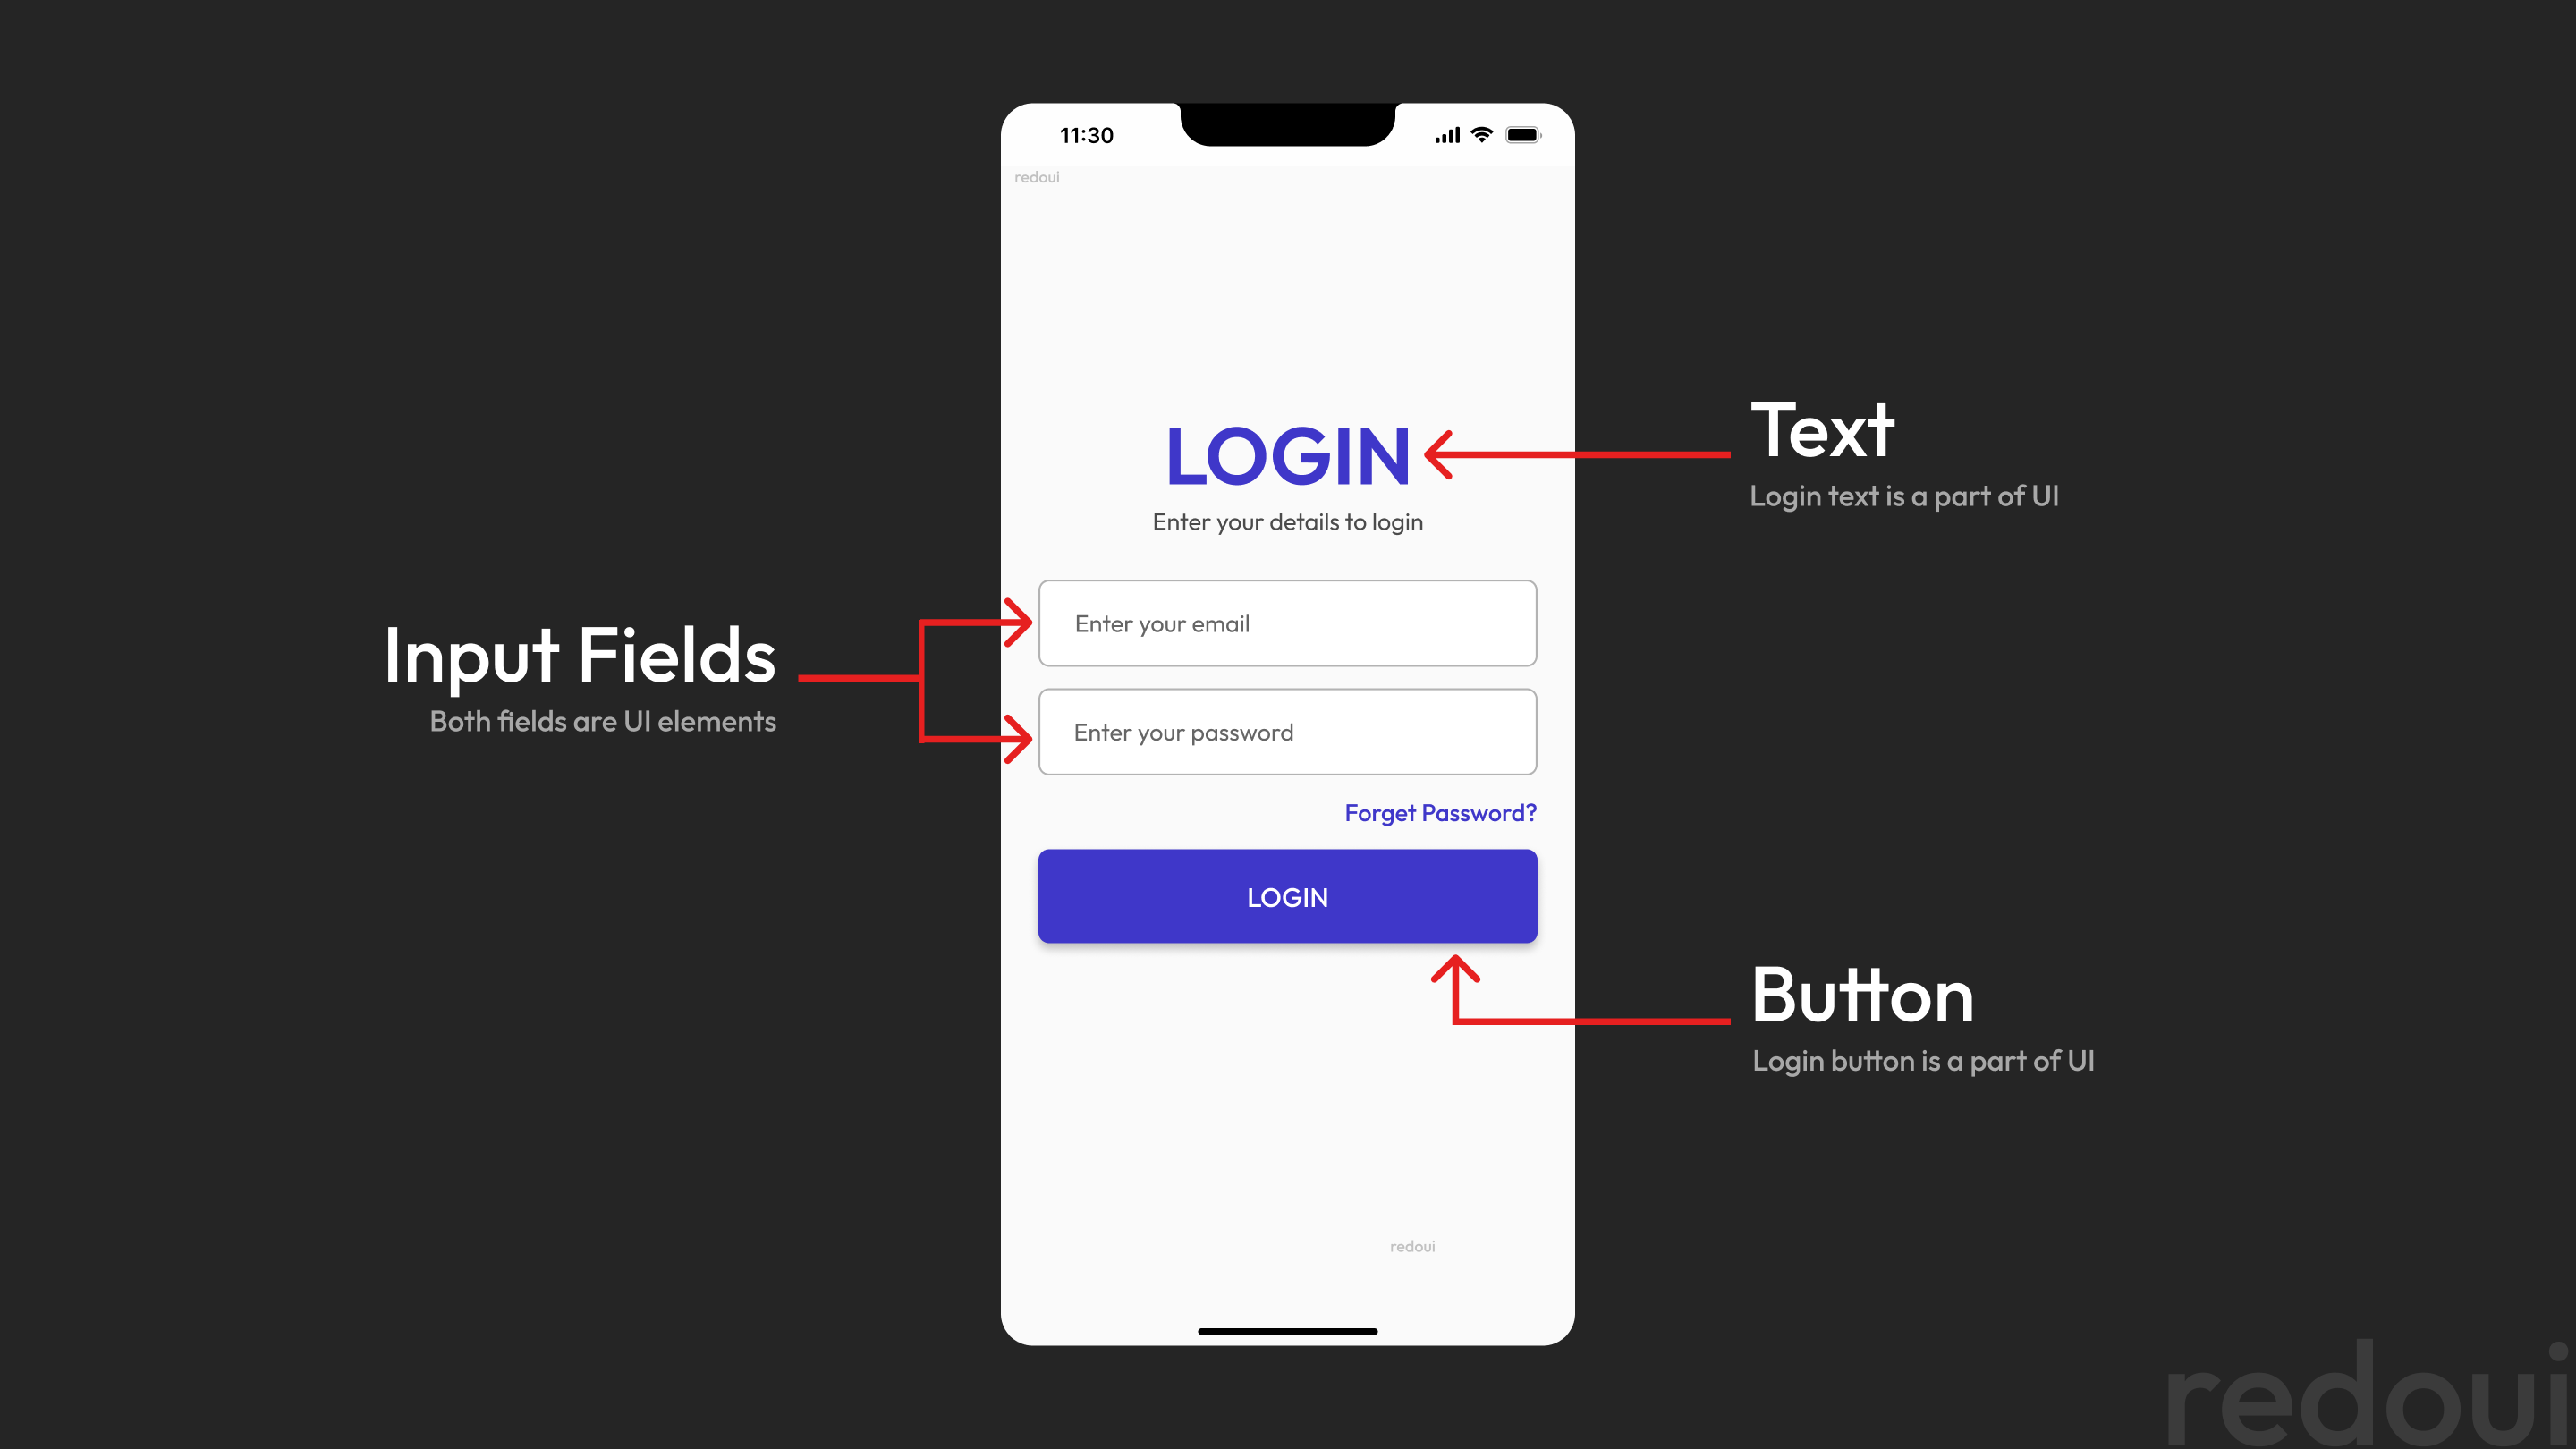 11:30
redoui
LOGIN
Enter your details to login
Enter your email
Enter your password
Forget Password?
LOGIN
redoui
Input Fields
Both fields are UI elements
Text
Login text is a part of UI
Button
Login button is a part of UI
redoui